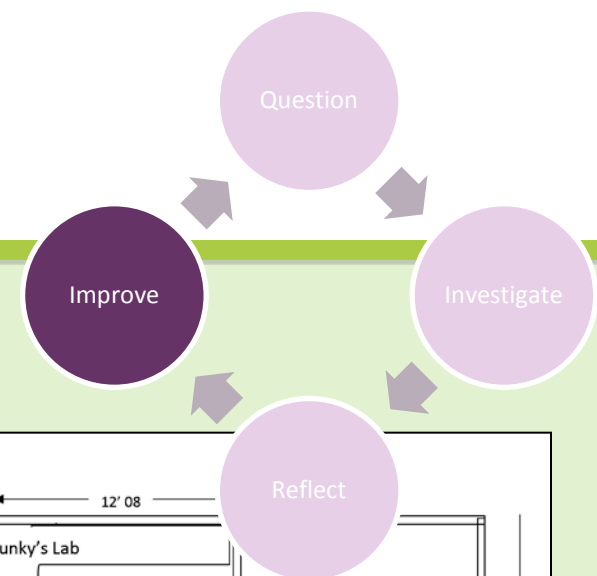 Question
Improve
Investigate
Reflect
12' 08
unky's Lab